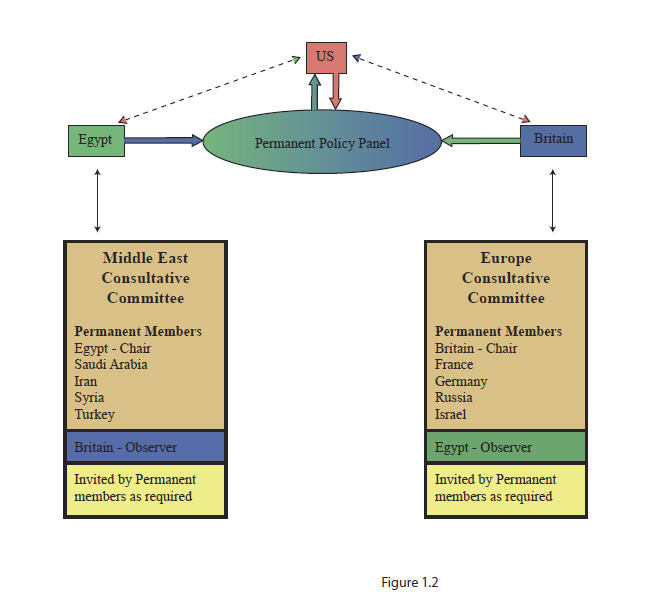 US
Egypt
Permanent Policy Panel
Britain
Middle East
Consultative
Committee
Permanent Members
Egypt - Chair
Saudi Arabia
Iran
Syria
Turkey
Britain - Observer
Invited by Permanent
members as required
Europe
Consultative
Committee
Permanent Members
Britain - Chair
France
Germany
Russia
Israel
Egypt - Observer
Invited by Permanent
members as required
Figure 1.2